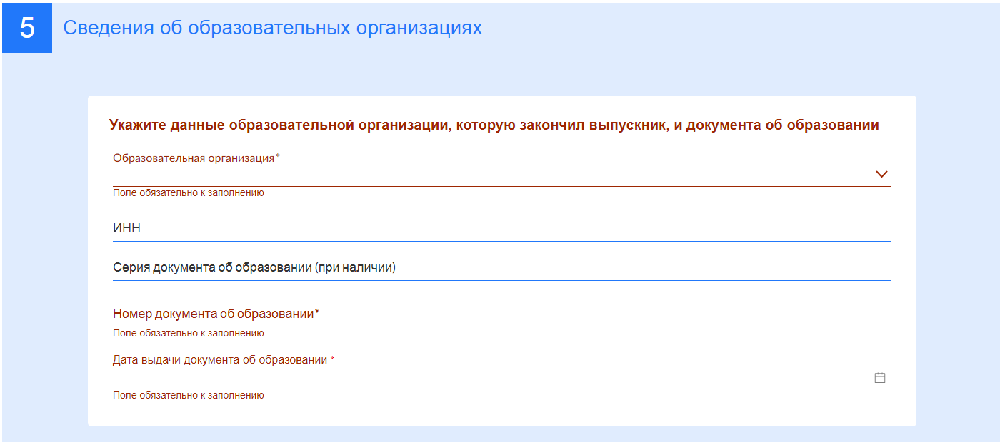 5
Сведения об образовательных организациях
Укажите данные образовательной организации, которую закончил выпускник, и документа об образовании
Образовательная организация*
Поле обязательно к заполнению
ИНН
Серия документа об образовании (при наличии)
Номер документа об образовании*
Поле обязательно к заполнению
Дата выдачи документа об образовании *
Поле обязательно к заполнению